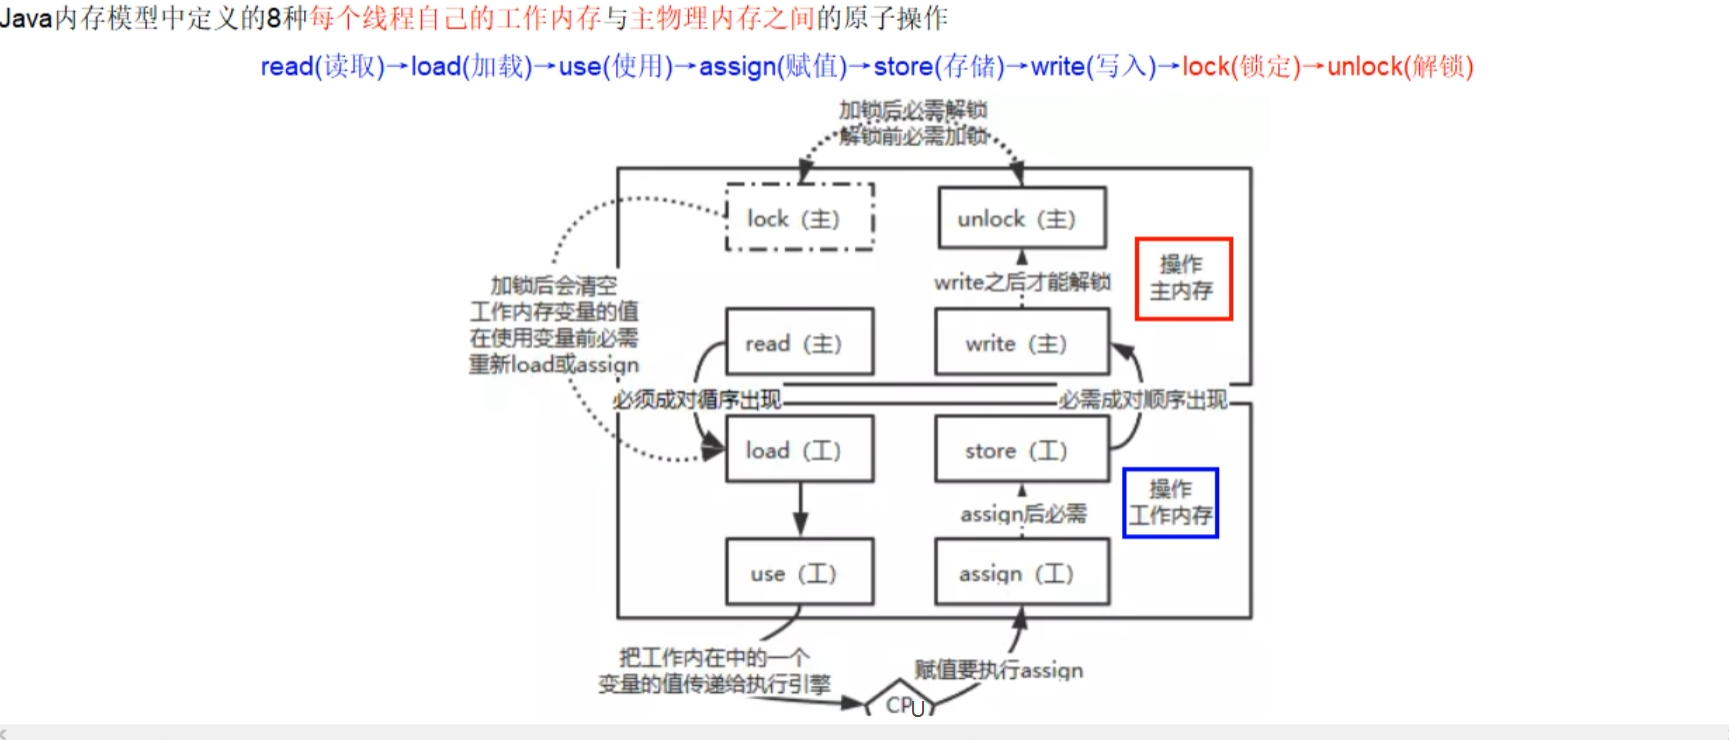 Java内存模型中定义的8种每个线程自己的工作内存与主物理内存之间的原子操作
read(读取)→load(加载)→use(使用)→assign(赋值)→store(存储)→write(写入)→lock(锁定)→unlock(解锁)
加锁后必需解锁
解锁前必需加锁
lock（主）
unlock（主）
操作
主内存
write之后才能解锁
加锁后会清空
工作内存变量的值
在使用变量前必需
重新load或assign
read（主）
write（主）
必须成对循序出现
必需成对顺序出现
load（工）
store（工）
操作
工作内存
assign后必需
use（工）
assign（工）
把工作内在中的一个
变量的值传递给执行引擎
赋值要执行assign
CPU